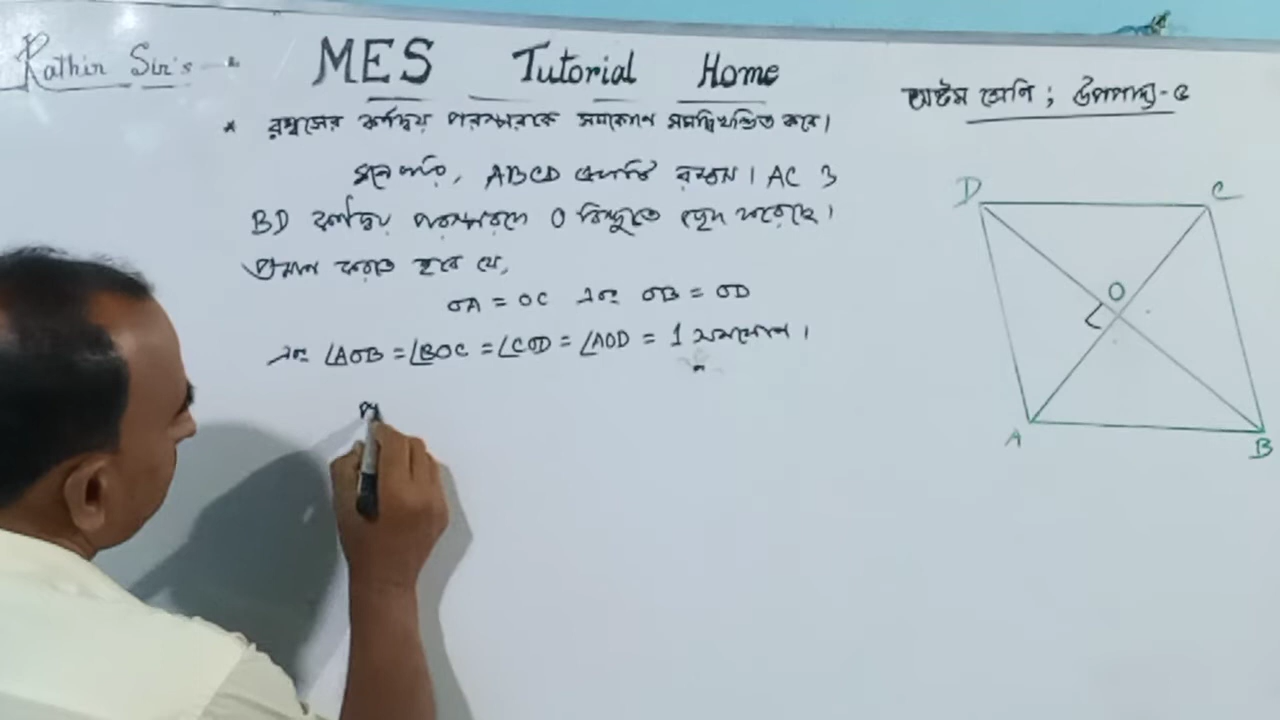 Rathin Sir's
MES Tutorial Home
অষ্টম শ্রেণি ; উপপাদ্য-৫
* রম্বসের কর্ণদ্বয় পরস্পরকে সমকোণে সমদ্বিখণ্ডিত করে।
মনে করি, ABCD একটি রম্বস। AC ও
BD কর্ণদ্বয় পরস্পরকে O বিন্দুতে ছেদ করেছে।
প্রমাণ করতে হবে যে,
OA = OC এবং OB = OD
এবং ∠AOB = ∠BOC = ∠COD = ∠AOD = 1 সমকোণ।
D
C
O
A
B